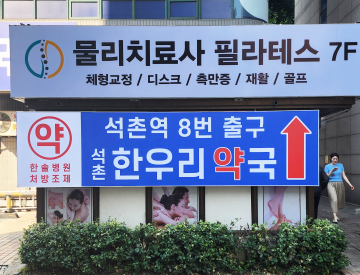 물리치료사 필라테스 7F
체형교정 / 디스크 / 측만증 / 재활 / 골프
약
한솔병원
처방조제
석촌역 8번 출구
석촌 한우리 약국